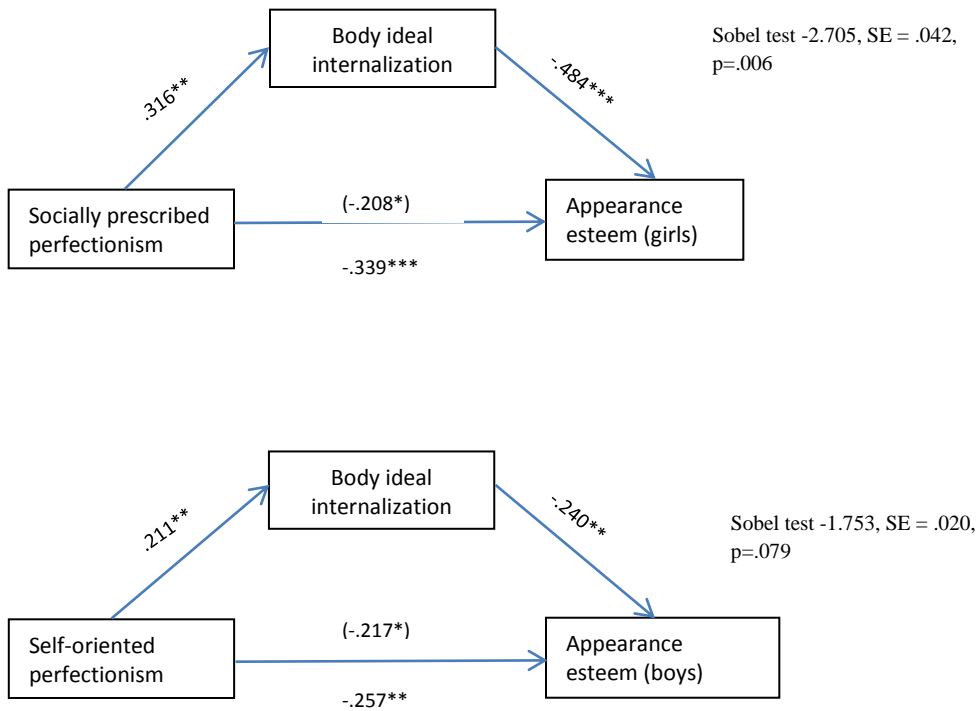 Body ideal
internalization
Sobel test -2.705, SE = .042,
p=.006
.316**
-.484***
Socially prescribed
perfectionism
(-.208*)
-.339***
Appearance
esteem (girls)
Body ideal
internalization
Sobel test -1.753, SE = .020,
p=.079
.211**
-.240**
Self-oriented
perfectionism
(-.217*)
-.257**
Appearance
esteem (boys)